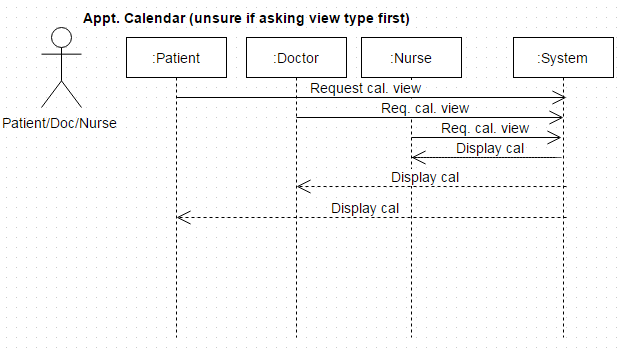 Appt. Calendar (unsure if asking view type first)
:Patient
:Doctor
:Nurse
:System
Patient/Doc/Nurse
Request cal. view
Req. cal. view
Req. cal. view
Display cal
Display cal
Display cal